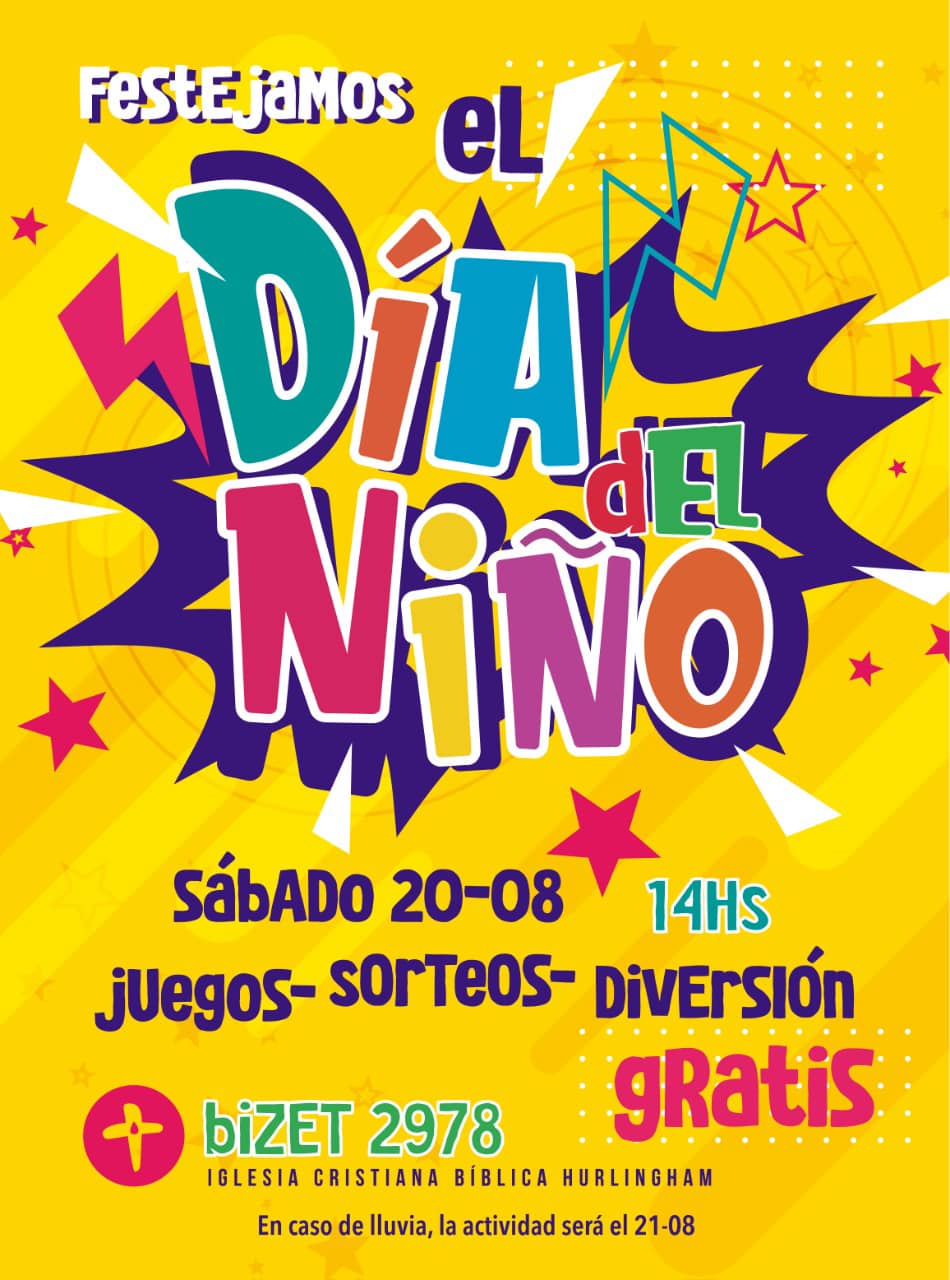 FestEjaMos
eL
Día
dEL
Niño
SábADo 20-08
14Hs
juegos- sorteos- DivErsIón
gRatis
biZET 2978
IGLESIA CRISTIANA BÍBLICA HURLINGHAM
En caso de lluvia, la actividad será el 21-08